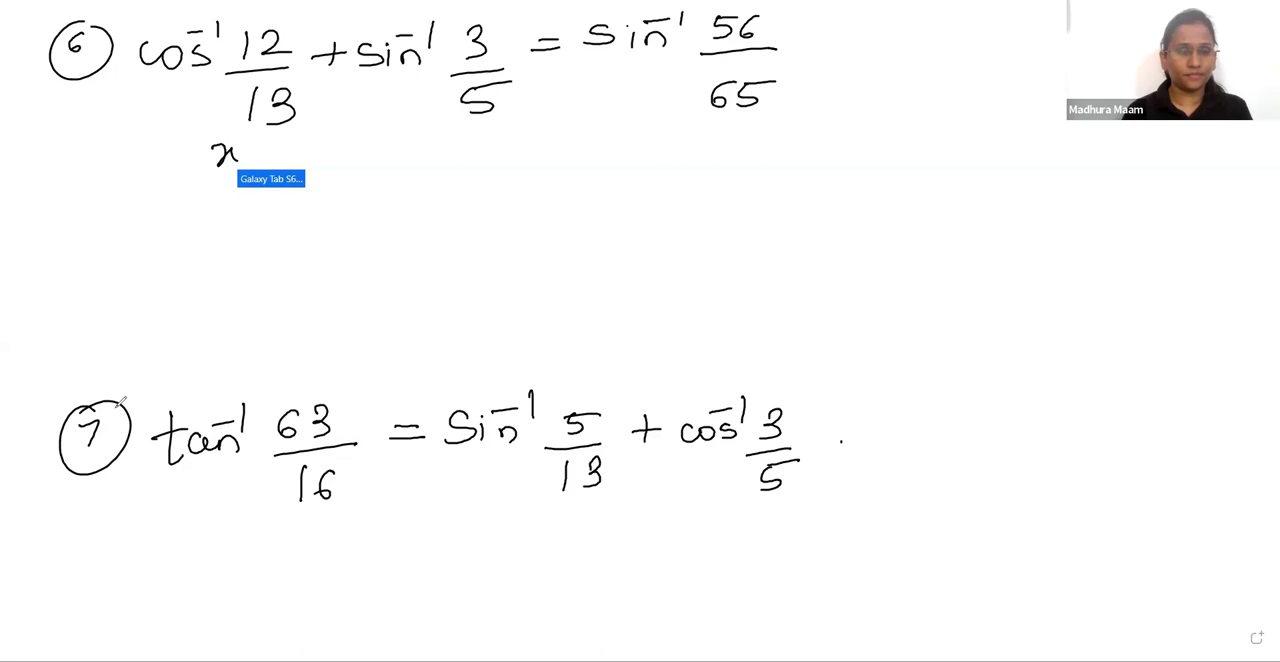 6 cos⁻¹ 12/13 + sin⁻¹ 3/5 = sin⁻¹ 56/65
x
Galaxy Tab S6...
Madhura Maam
7 tan⁻¹ 63/16 = sin⁻¹ 5/13 + cos⁻¹ 3/5 .